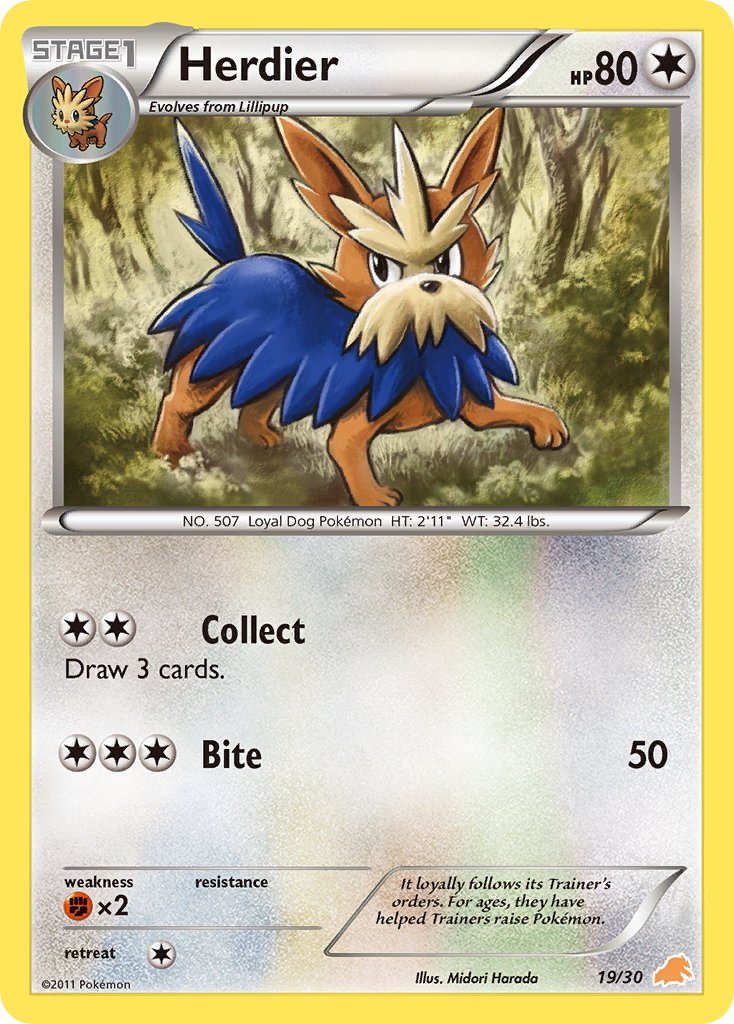 STAGE1
Herdier
HP80
Evolves from Lillipup
NO. 507 Loyal Dog Pokémon HT: 2'11" WT: 32.4 lbs.
Collect
Draw 3 cards.
Bite 50
weakness resistance
×2
retreat
It loyally follows its Trainer's
orders. For ages, they have
helped Trainers raise Pokémon.
©2011 Pokémon
Illus. Midori Harada
19/30